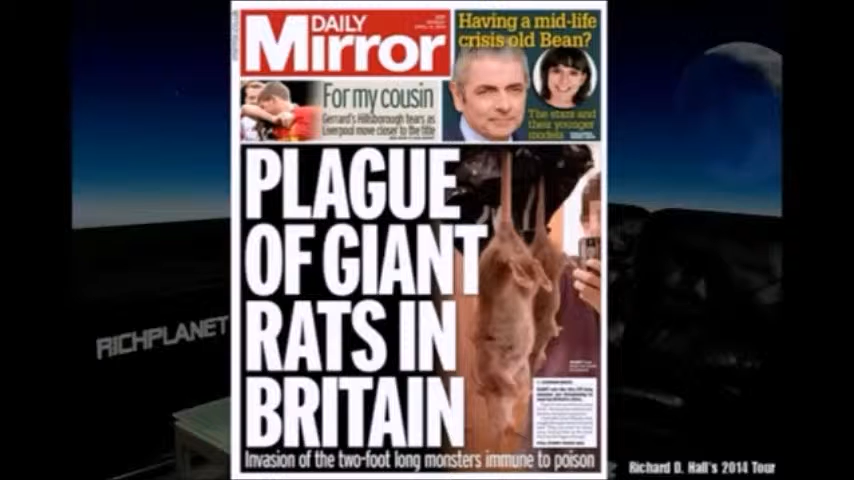 DAILY
Mirror
Having a mid-life
crisis old Bean?
The stars and
their younger
models
For my cousin
Gerrard's Hillsborough tears as
Liverpool move closer to the title
PLAGUE
OF GIANT
RATS IN
BRITAIN
Invasion of the two-foot long monsters immune to poison
RICHPLANET
Richard D. Hall's 2014 Tour